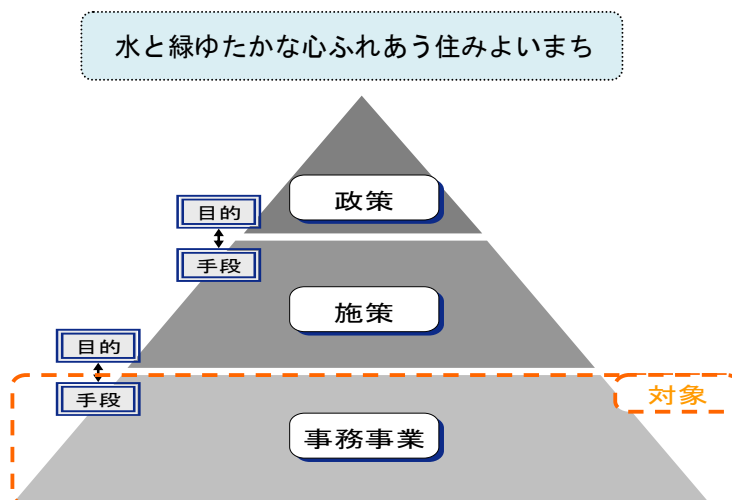 水と緑ゆたかな心ふれあう住みよいまち
政策
目的
手段
施策
目的
手段
対象
事務事業